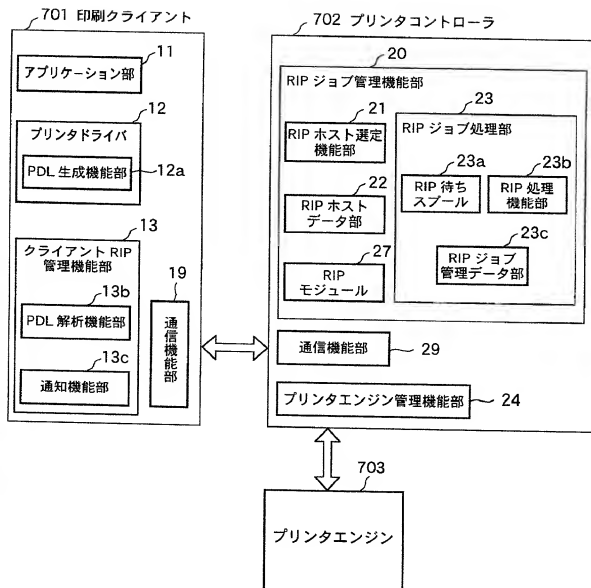 701 印刷クライアント
11
アプリケーション部
12
プリンタドライバ
PDL 生成機能部
12a
13
クライアント RIP
管理機能部
13b
PDL 解析機能部
13c
通知機能部
19
通信機能部
702 プリンタコントローラ
20
RIP ジョブ管理機能部
21
RIP ホスト選定
機能部
22
RIP ホスト
データ部
27
RIP
モジュール
23
RIP ジョブ処理部
23a
RIP 待ち
スプール
23b
RIP 処理
機能部
23c
RIP ジョブ
管理データ部
通信機能部
29
プリンタエンジン管理機能部
24
703
プリンタエンジン